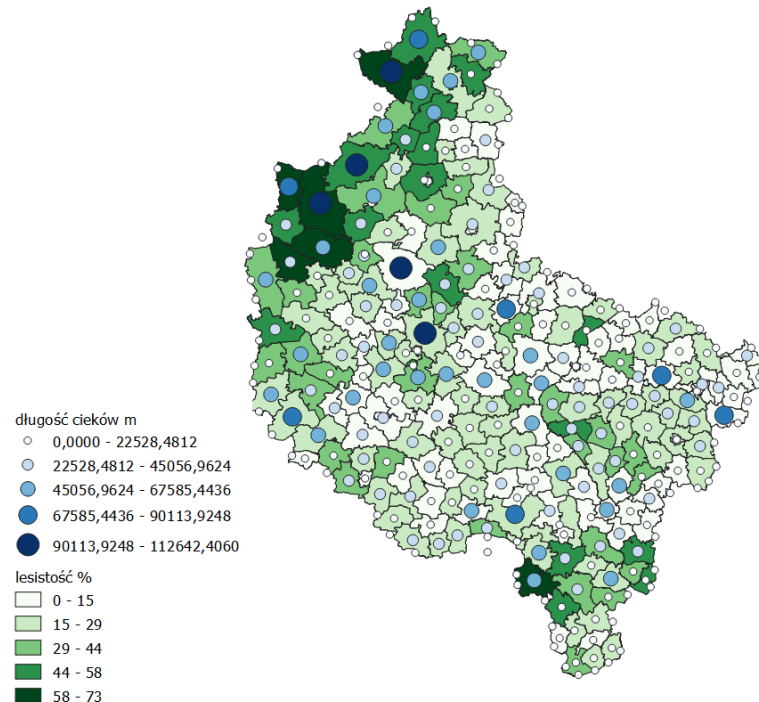 długość cieków m
0,0000 - 22528,4812
22528,4812 - 45056,9624
45056,9624 - 67585,4436
67585,4436 - 90113,9248
90113,9248 - 112642,4060
lesistość %
0 - 15
15 - 29
29 - 44
44 - 58
58 - 73